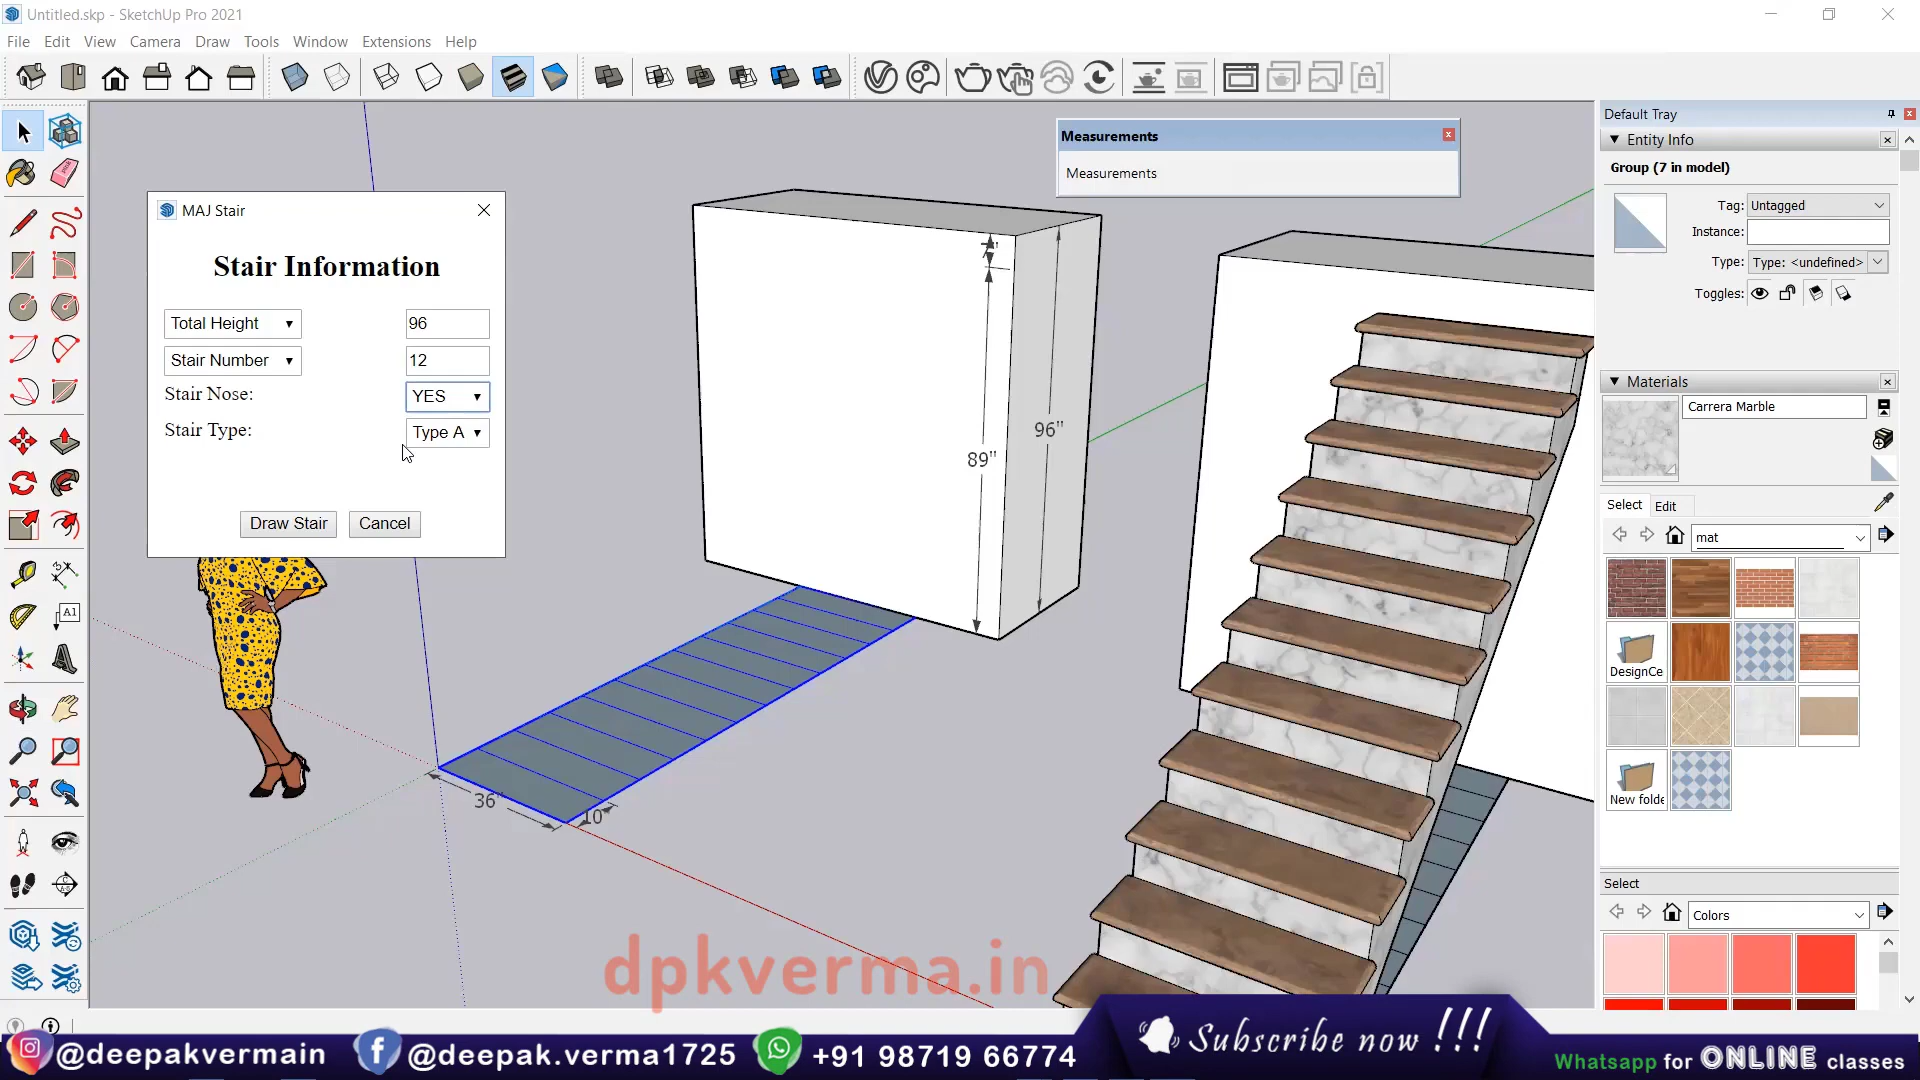 Untitled.skp - SketchUp Pro 2021
File Edit View Camera Draw Tools Window Extensions Help
MAJ Stair
Stair Information
Total Height 96
Stair Number 12
Stair Nose: YES
Stair Type: Type A
Draw Stair Cancel
Measurements
Measurements
7"
96"
89"
36"
10"
A1
Default Tray
Entity Info
Group (7 in model)
Tag: Untagged
Instance:
Type: Type: <undefined>
Toggles:
Materials
Carrera Marble
Select Edit
mat
DesignCe
New folde
Select
Colors
dpkverma.in
@deepakvermain @deepak.verma1725 +91 98719 66774
Subscribe now !!!
Whatsapp for ONLINE classes